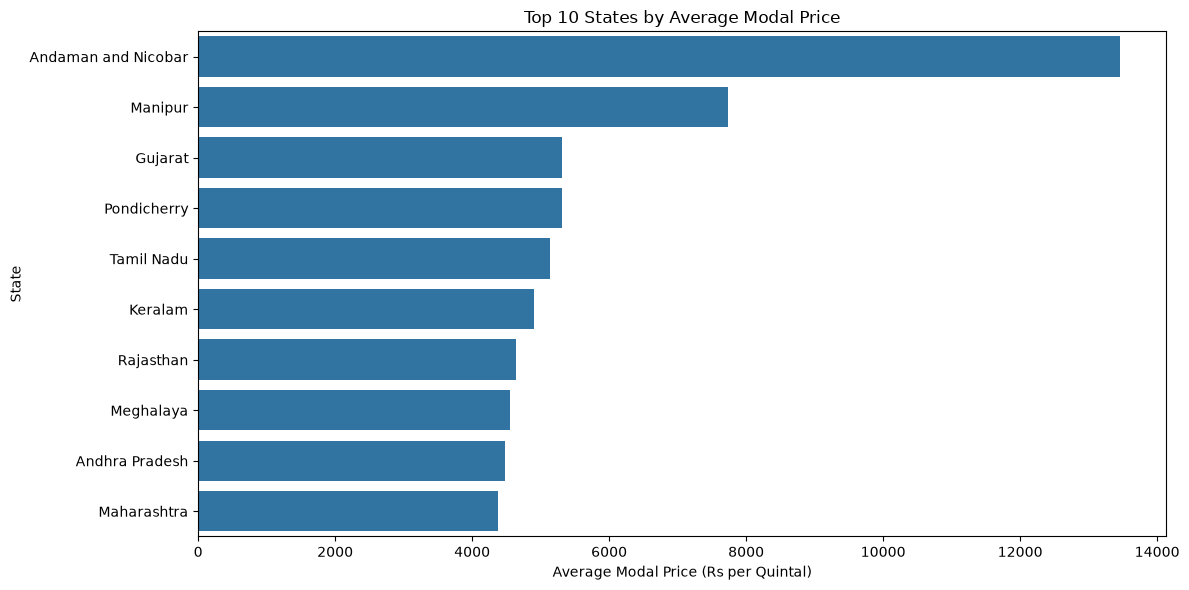 Top 10 States by Average Modal Price
State
Andaman and Nicobar
Manipur
Gujarat
Pondicherry
Tamil Nadu
Keralam
Rajasthan
Meghalaya
Andhra Pradesh
Maharashtra
0 2000 4000 6000 8000 10000 12000 14000
Average Modal Price (Rs per Quintal)